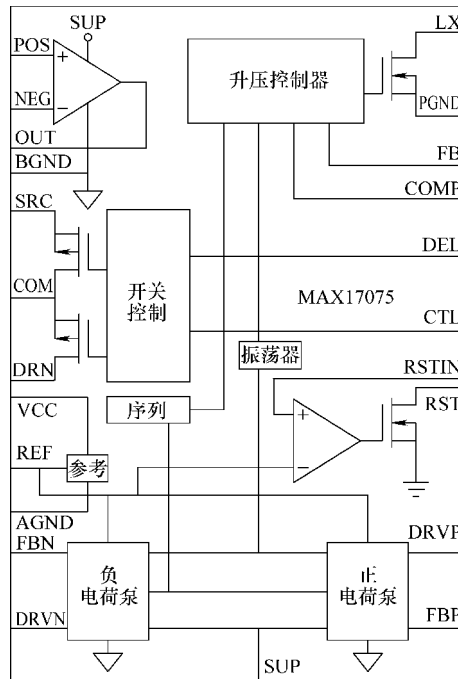 SUP
LX
POS
+
升压控制器
NEG
−
PGND
OUT
FB
BGND
COMP
SRC
DEL
COM
开关
控制
MAX17075
CTL
振荡器
DRN
RSTIN
VCC
序列
RST
+
REF
参考
−
AGND
FBN
DRVP
负
电荷泵
正
电荷泵
DRVN
FBP
SUP